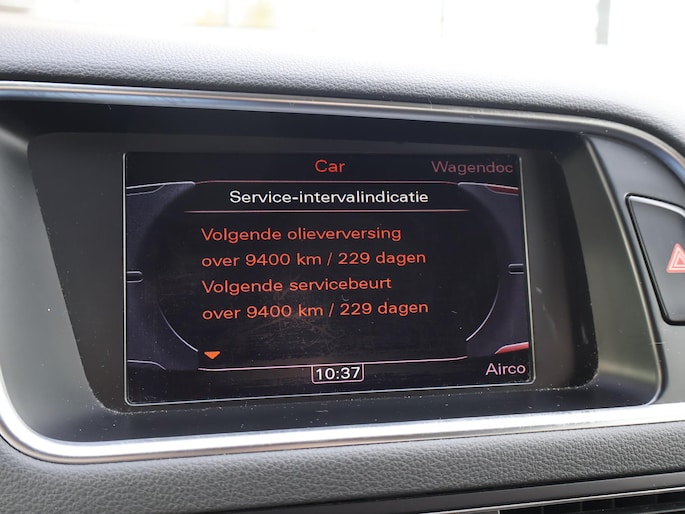 Car
Wagendoc
Service-intervalindicatie
Volgende olieverversing
over 9400 km / 229 dagen
Volgende servicebeurt
over 9400 km / 229 dagen
10:37
Airco